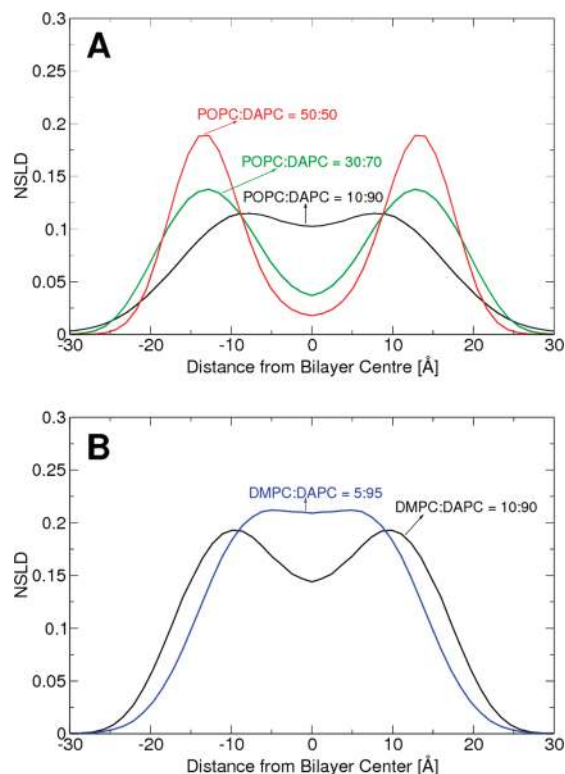 A
0.3
0.25
0.2
0.15
0.1
0.05
0
NSLD
POPC:DAPC = 50:50
POPC:DAPC = 30:70
POPC:DAPC = 10:90
-30 -20 -10 0 10 20 30
Distance from Bilayer Centre [Å]
B
0.3
0.25
0.2
0.15
0.1
0.05
0
NSLD
DMPC:DAPC = 5:95
DMPC:DAPC = 10:90
-30 -20 -10 0 10 20 30
Distance from Bilayer Center [Å]